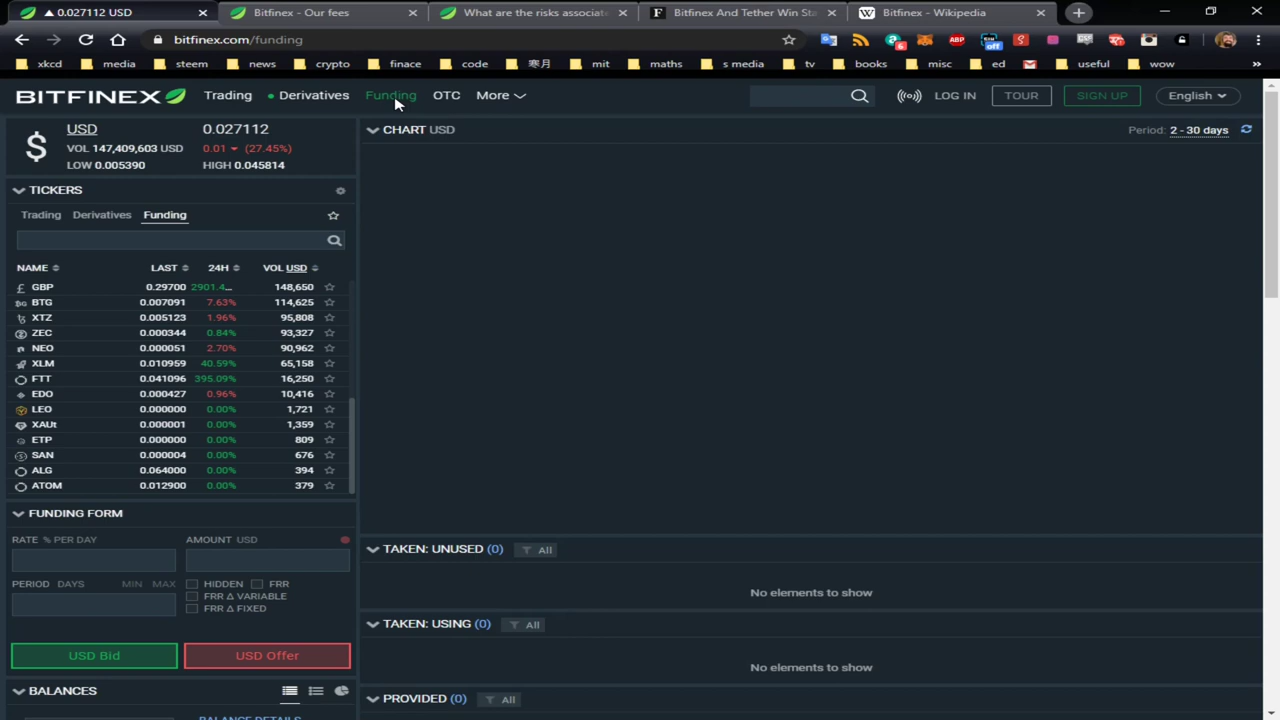 ▲ 0.027112 USD
Bitfinex - Our fees
What are the risks associate
Bitfinex And Tether Win Sta
Bitfinex - Wikipedia
bitfinex.com/funding
6
ABP
off
xkcd
media
steem
news
crypto
finace
code
寒月
mit
maths
s media
tv
books
misc
ed
useful
wow
»
BITFINEX
Trading
Derivatives
Funding
OTC
More
LOG IN
TOUR
SIGN UP
English
USD
0.027112
VOL 147,409,603 USD
0.01 (27.45%)
LOW 0.005390
HIGH 0.045814
CHART USD
Period: 2 - 30 days
TICKERS
Trading Derivatives Funding
NAME LAST 24H VOL USD
GBP 0.29700 2901.4... 148,650
BTG 0.007091 7.63% 114,625
XTZ 0.005123 1.96% 95,808
ZEC 0.000344 0.84% 93,327
NEO 0.000051 2.70% 90,962
XLM 0.010959 40.59% 65,158
FTT 0.041096 395.09% 16,250
EDO 0.000427 0.96% 10,416
LEO 0.000000 0.00% 1,721
XAUt 0.000001 0.00% 1,359
ETP 0.000000 0.00% 809
SAN 0.000004 0.00% 676
ALG 0.064000 0.00% 394
ATOM 0.012900 0.00% 379
FUNDING FORM
RATE % PER DAY
AMOUNT USD
PERIOD DAYS MIN MAX
HIDDEN FRR
FRR Δ VARIABLE
FRR Δ FIXED
USD Bid
USD Offer
BALANCES
BALANCE DETAILS
TAKEN: UNUSED (0) All
No elements to show
TAKEN: USING (0) All
No elements to show
PROVIDED (0) All